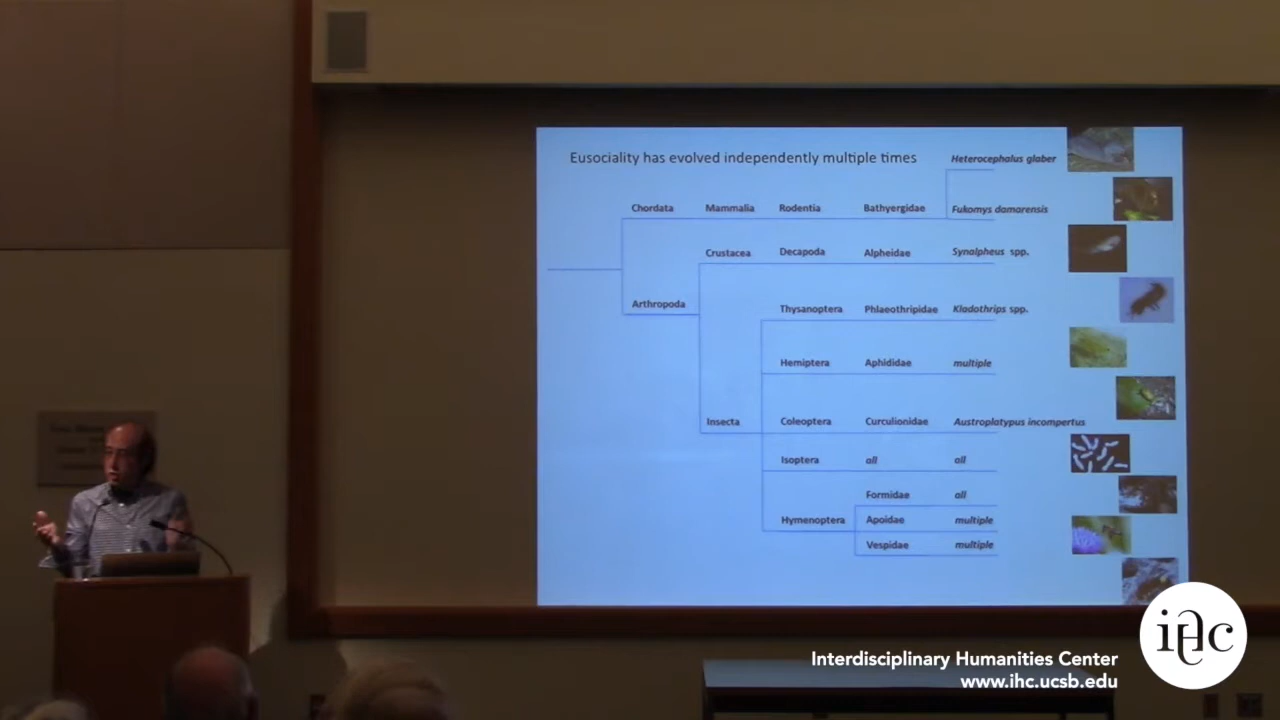 Eusociality has evolved independently multiple times
Heterocephalus glaber
Chordata Mammalia Rodentia Bathyergidae Fukomys damarensis
Crustacea Decapoda Alpheidae Synalpheus spp.
Arthropoda Thysanoptera Phlaeothripidae Kladothrips spp.
Hemiptera Aphididae multiple
Insecta Coleoptera Curculionidae Austroplatypus incompertus
Isoptera all all
Formidae all
Hymenoptera Apoidae multiple
Vespidae multiple
ihc
Interdisciplinary Humanities Center
www.ihc.ucsb.edu